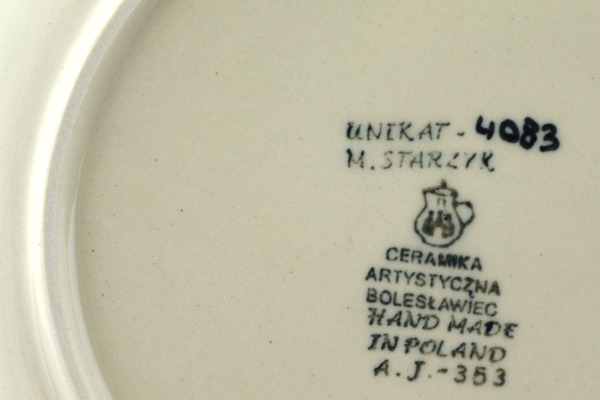 UNIKAT - 4083
M. STARZYK
CERAMIKA
ARTYSTYCZNA
BOLESŁAWIEC
HAND MADE
IN POLAND
A.J.-353